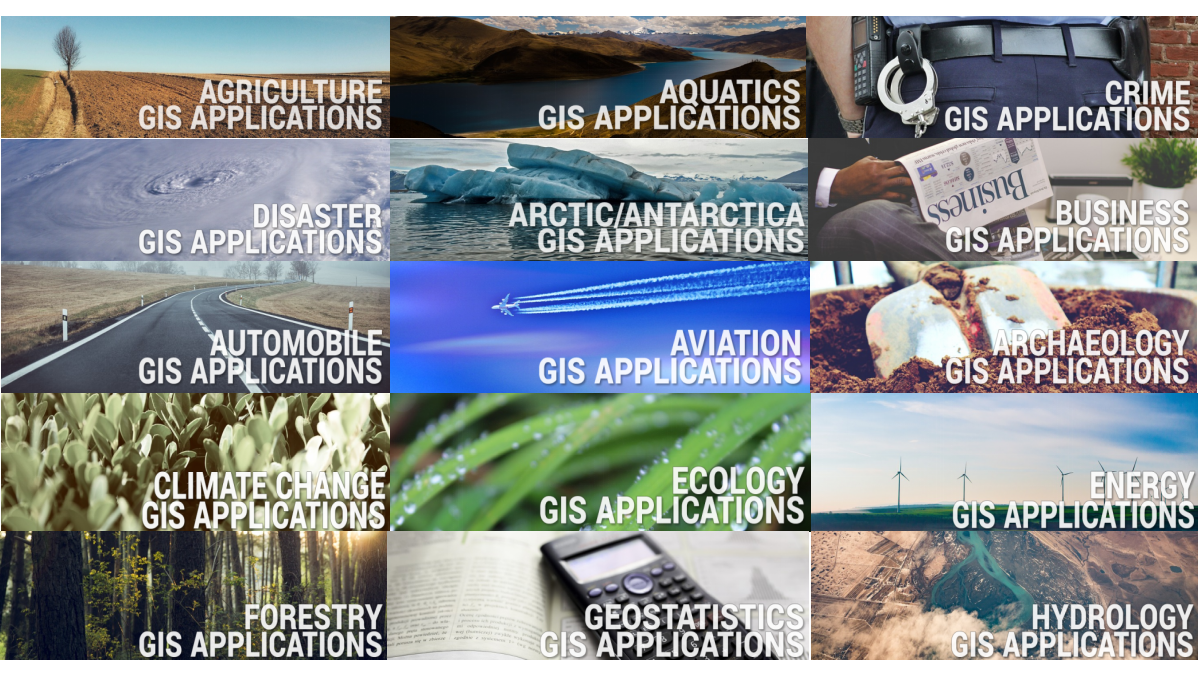 AGRICULTURE
GIS APPLICATIONS
AQUATICS
GIS APPLICATIONS
CRIME
GIS APPLICATIONS
DISASTER
GIS APPLICATIONS
ARCTIC/ANTARCTICA
GIS APPLICATIONS
Business
BUSINESS
GIS APPLICATIONS
AUTOMOBILE
GIS APPLICATIONS
AVIATION
GIS APPLICATIONS
ARCHAEOLOGY
GIS APPLICATIONS
CLIMATE CHANGE
GIS APPLICATIONS
ECOLOGY
GIS APPLICATIONS
ENERGY
GIS APPLICATIONS
FORESTRY
GIS APPLICATIONS
GEOSTATISTICS
GIS APPLICATIONS
HYDROLOGY
GIS APPLICATIONS